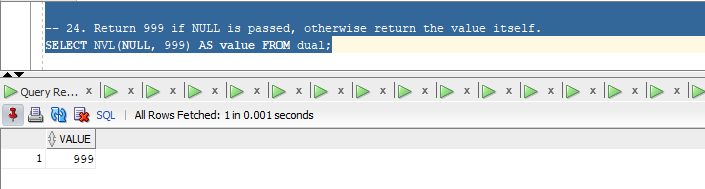 -- 24. Return 999 if NULL is passed, otherwise return the value itself.
SELECT NVL(NULL, 999) AS value FROM dual;
Query Re... x x x x x x x x x x x x x x x
SQL | All Rows Fetched: 1 in 0.001 seconds
VALUE
1 999